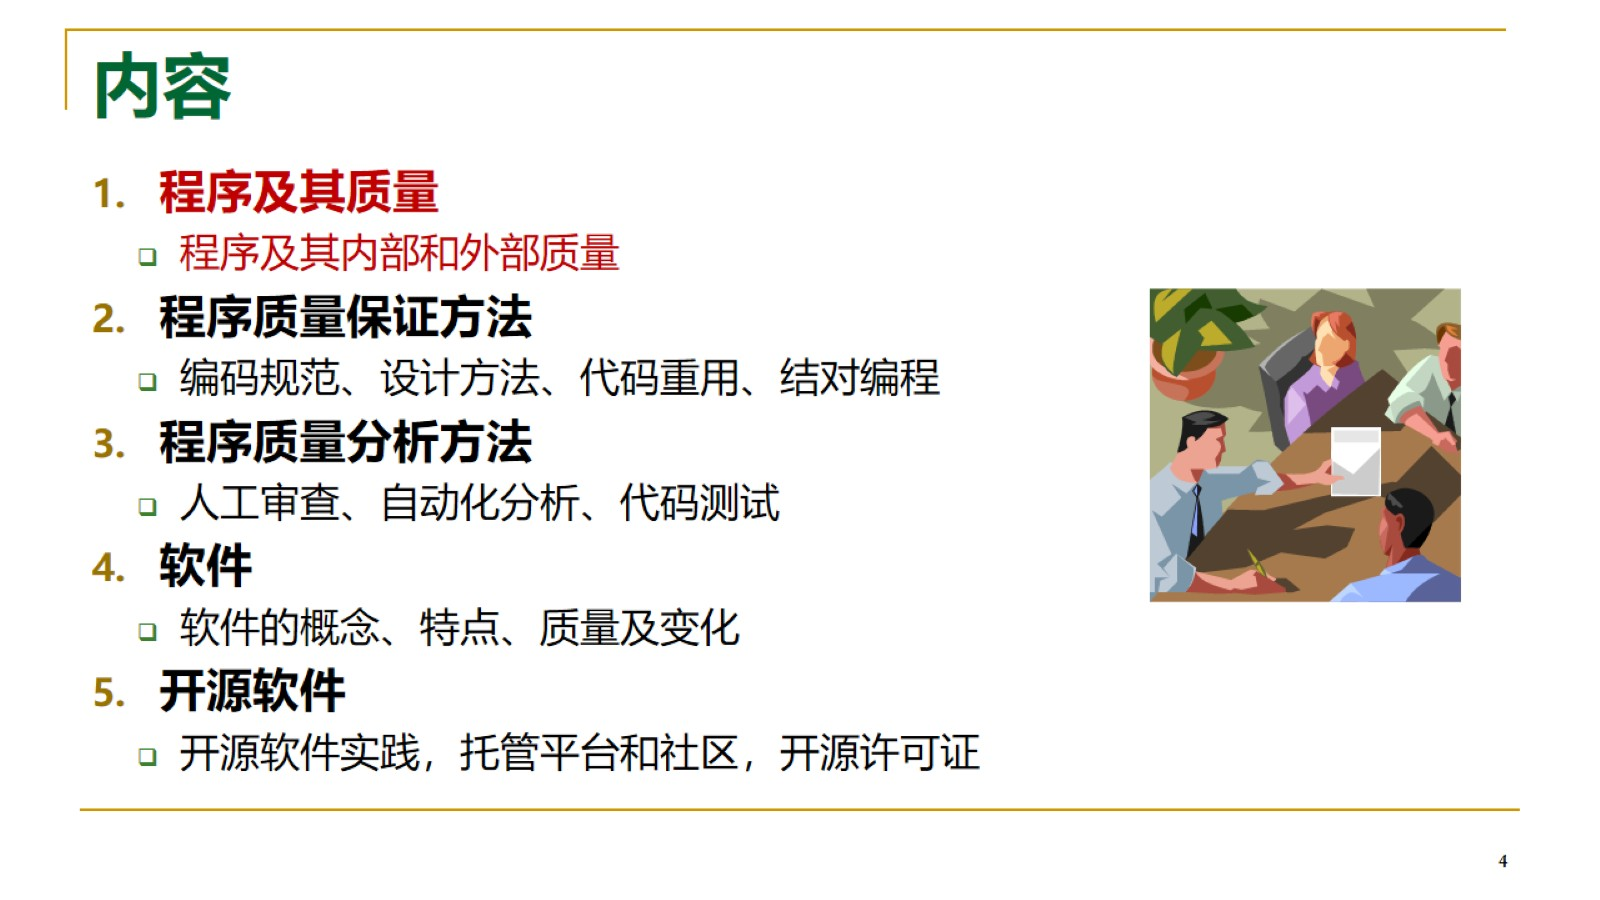 内容
1. 程序及其质量
❑ 程序及其内部和外部质量
2. 程序质量保证方法
❑ 编码规范、设计方法、代码重用、结对编程
3. 程序质量分析方法
❑ 人工审查、自动化分析、代码测试
4. 软件
❑ 软件的概念、特点、质量及变化
5. 开源软件
❑ 开源软件实践，托管平台和社区，开源许可证
4